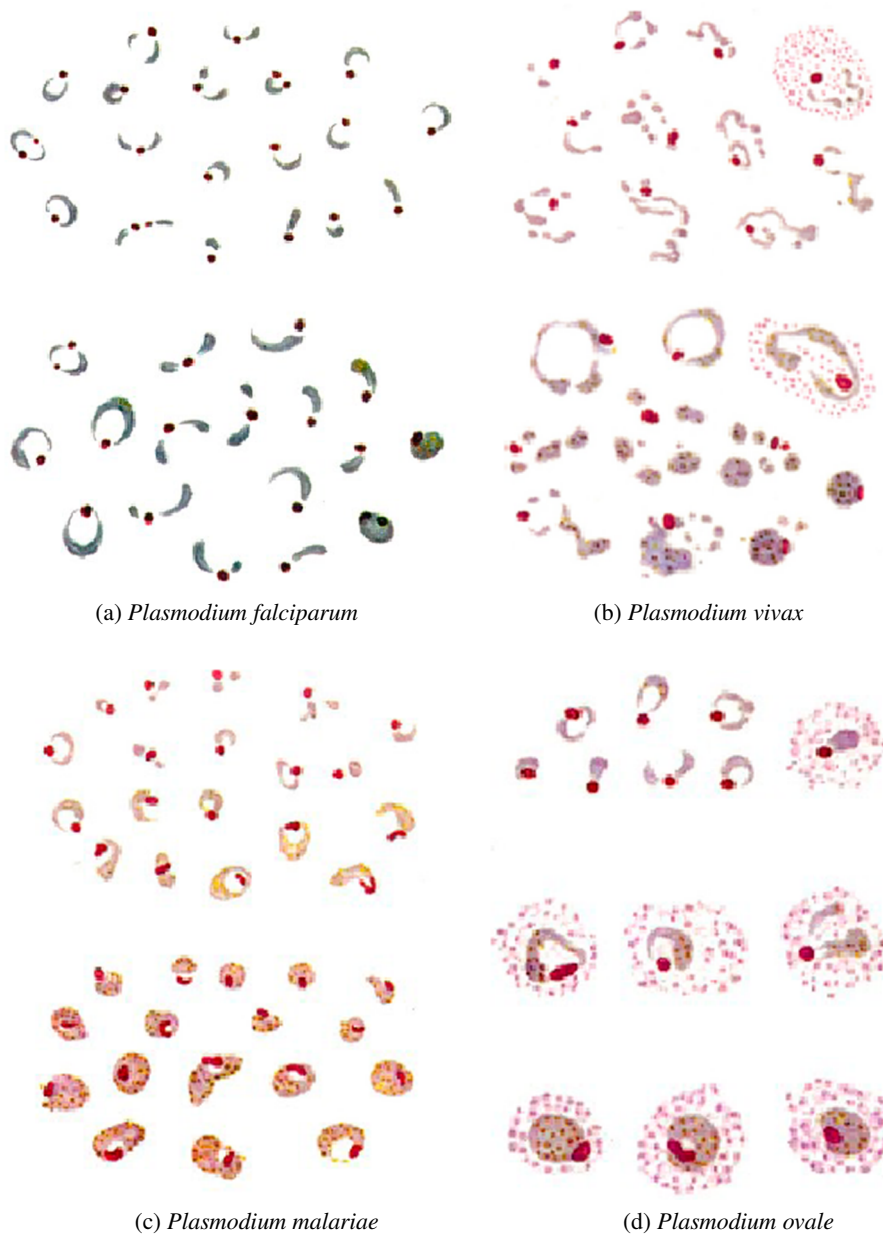 (a) Plasmodium falciparum
(b) Plasmodium vivax
(c) Plasmodium malariae
(d) Plasmodium ovale